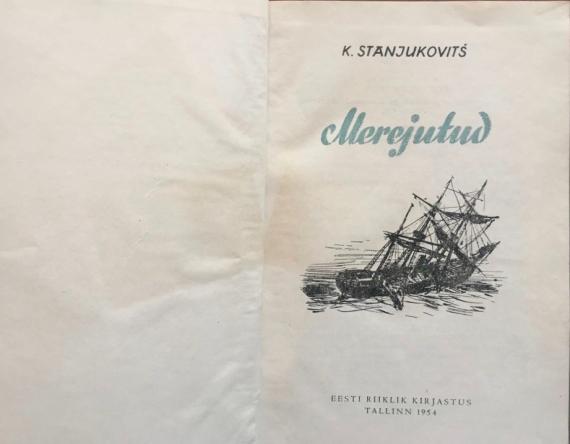 K. STANJUKOVITŠ
Merejutud
EESTI RIIKLIK KIRJASTUS
TALLINN 1954